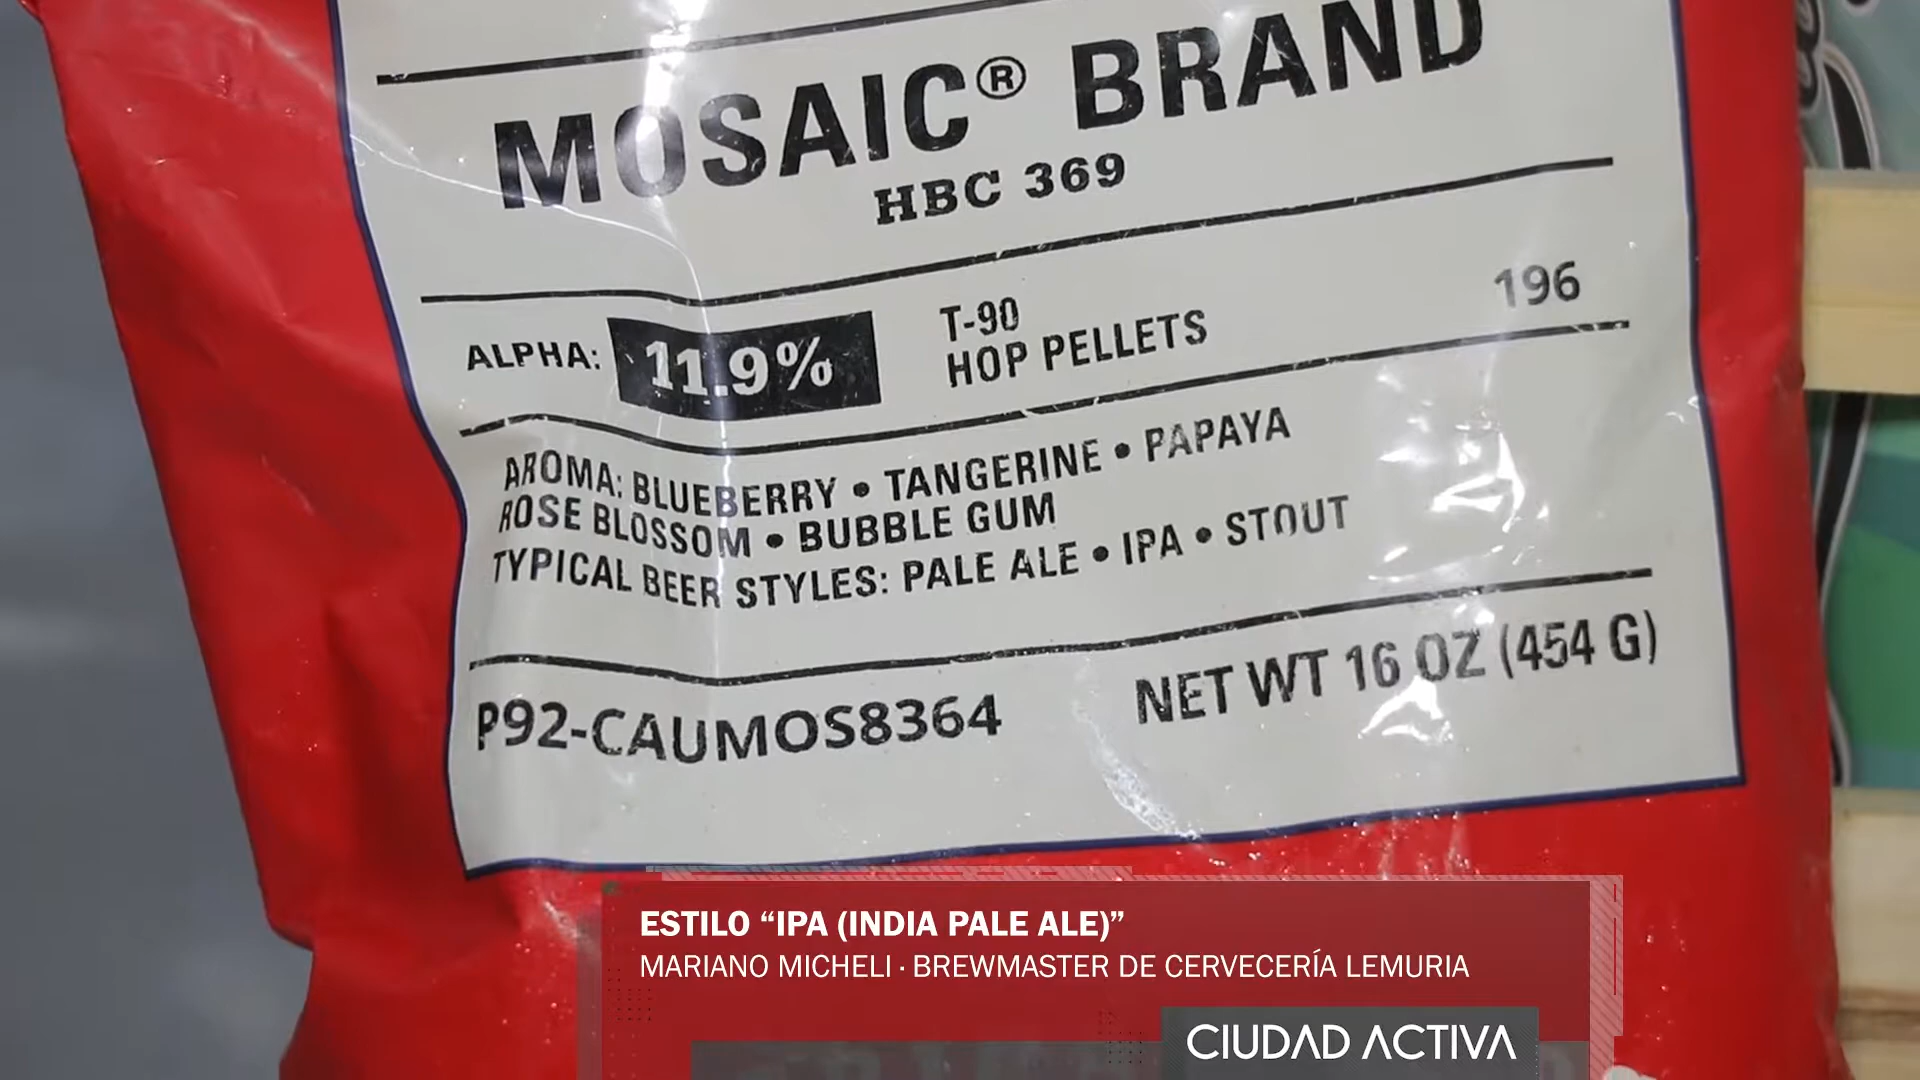 MOSAIC® BRAND
HBC 369
ALPHA: 11.9%
T-90
HOP PELLETS
196
AROMA: BLUEBERRY • TANGERINE • PAPAYA
ROSE BLOSSOM • BUBBLE GUM
TYPICAL BEER STYLES: PALE ALE • IPA • STOUT
P92-CAUMOS8364
NET WT 16 OZ (454 G)
ESTILO “IPA (INDIA PALE ALE)”
MARIANO MICHELI · BREWMASTER DE CERVECERÍA LEMURIA
CIUDAD ACTIVA